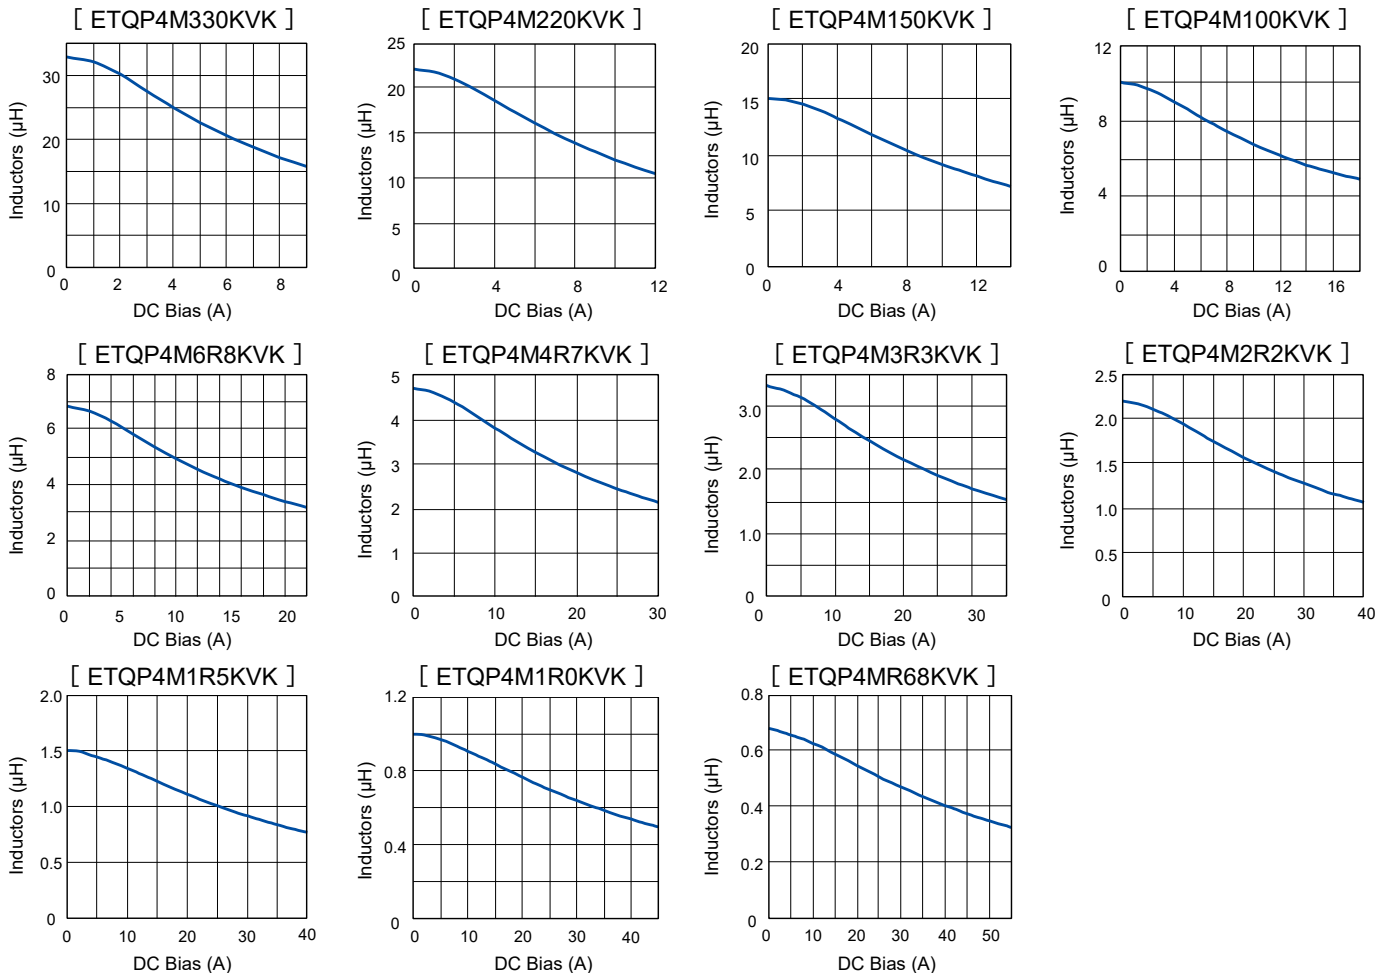 [ ETQP4M330KVK ]
Inductors (µH)
30
20
10
0
0 2 4 6 8
DC Bias (A)
[ ETQP4M220KVK ]
Inductors (µH)
25
20
15
10
5
0
0 4 8 12
DC Bias (A)
[ ETQP4M150KVK ]
Inductors (µH)
20
15
10
5
0
0 4 8 12
DC Bias (A)
[ ETQP4M100KVK ]
Inductors (µH)
12
8
4
0
0 4 8 12 16
DC Bias (A)
[ ETQP4M6R8KVK ]
Inductors (µH)
8
6
4
2
0
0 5 10 15 20
DC Bias (A)
[ ETQP4M4R7KVK ]
Inductors (µH)
5
4
3
2
1
0
0 10 20 30
DC Bias (A)
[ ETQP4M3R3KVK ]
Inductors (µH)
3.0
2.0
1.0
0
0 10 20 30
DC Bias (A)
[ ETQP4M2R2KVK ]
Inductors (µH)
2.5
2.0
1.5
1.0
0.5
0
0 10 20 30 40
DC Bias (A)
[ ETQP4M1R5KVK ]
Inductors (µH)
2.0
1.5
1.0
0.5
0
0 10 20 30 40
DC Bias (A)
[ ETQP4M1R0KVK ]
Inductors (µH)
1.2
0.8
0.4
0
0 10 20 30 40
DC Bias (A)
[ ETQP4MR68KVK ]
Inductors (µH)
0.8
0.6
0.4
0.2
0
0 10 20 30 40 50
DC Bias (A)